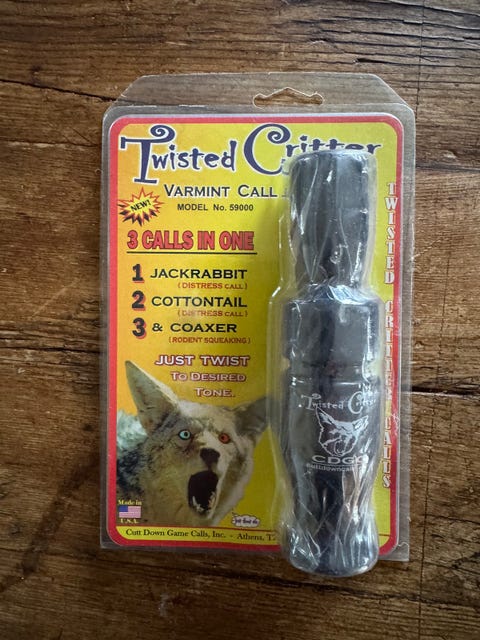 Twisted Critter
VARMINT CALL
NEW!
MODEL No. 59000
3 CALLS IN ONE
1 JACKRABBIT
(DISTRESS CALL)
2 COTTONTAIL
(DISTRESS CALL)
3 & COAXER
(RODENT SQUEAKING)
JUST TWIST
TO DESIRED
TONE.
TWISTED CRITTER CALLS
Twisted Critter
CDGC
Made in
U.S.A.
Cutt Down Game Calls, Inc. - Athens,